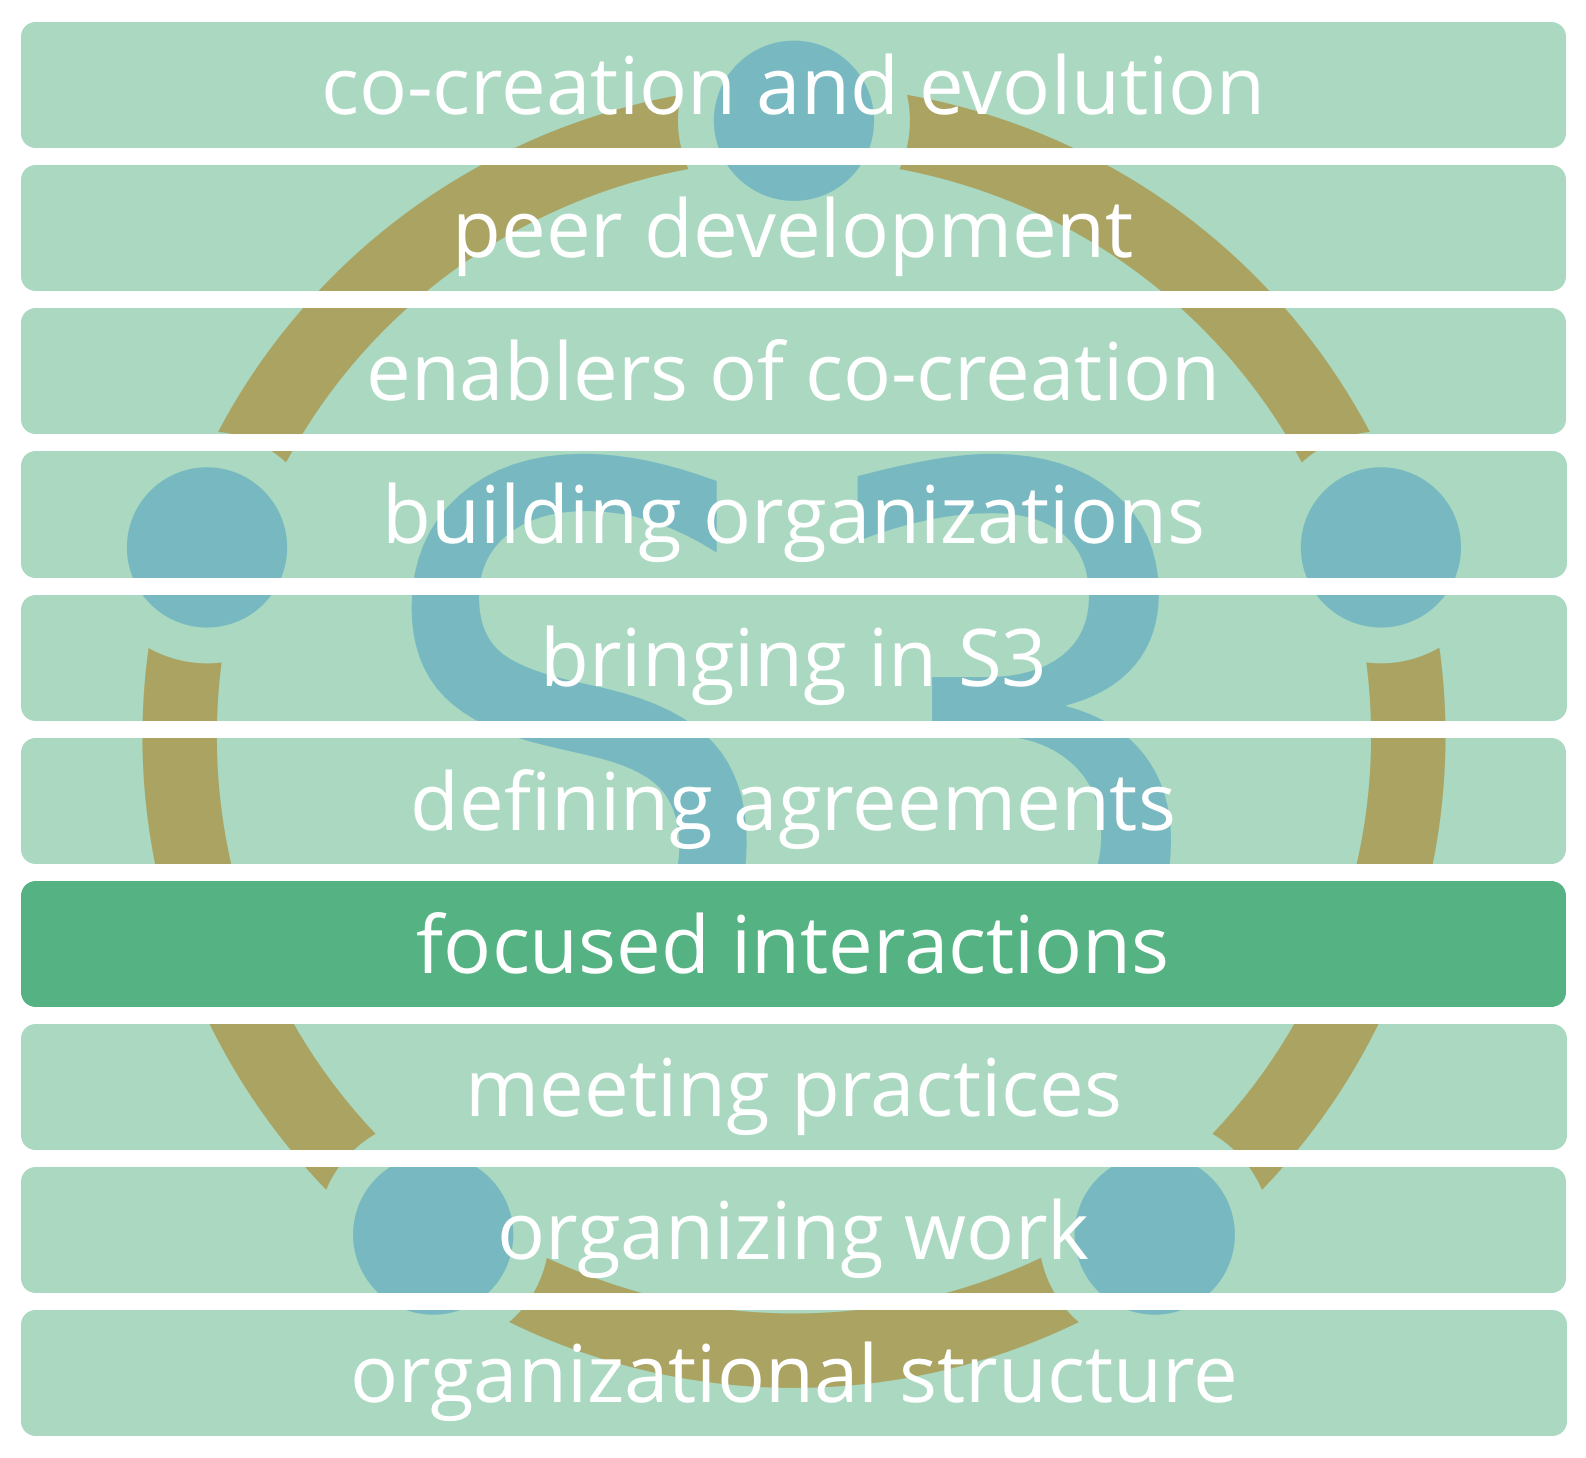 co-creation and evolution
peer development
enablers of co-creation
building organizations
bringing in S3
defining agreements
focused interactions
meeting practices
organizing work
organizational structure
S3